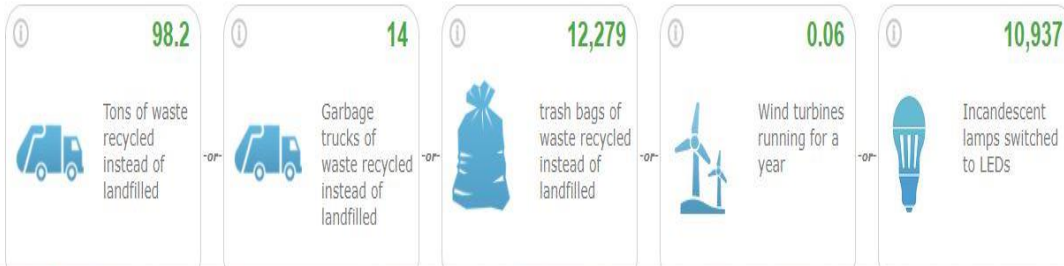 98.2
Tons of waste
recycled
instead of
landfilled
-or-
14
Garbage
trucks of
waste recycled
instead of
landfilled
-or-
12,279
trash bags of
waste recycled
instead of
landfilled
-or-
0.06
Wind turbines
running for a
year
-or-
10,937
Incandescent
lamps switched
to LEDs